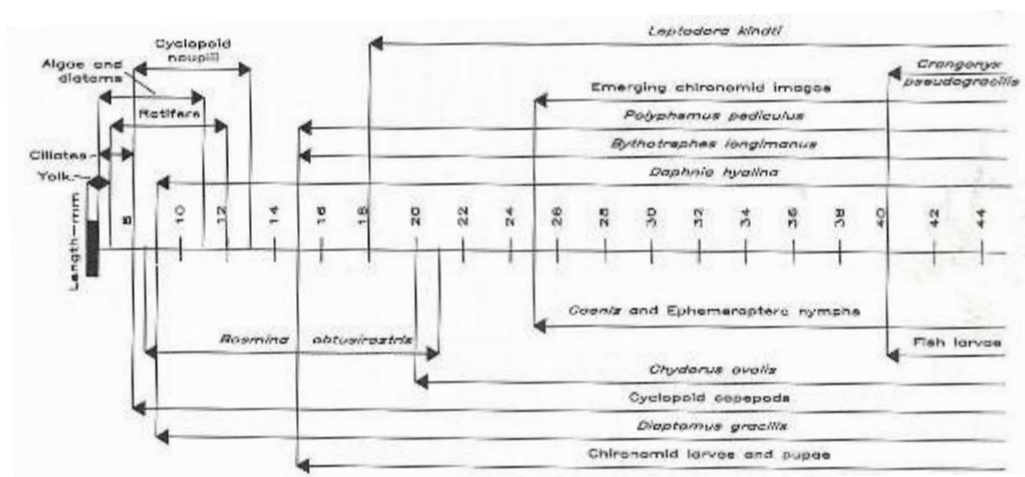 Leptodora kindti
Cyclopoid
nauplii
Crangonyx
pseudogracilis
Algae and
diatoms
Emerging chironomid imagos
Rotifers
Polyphemus pediculus
Bythotrephes longimanus
Ciliates
Yolk
Daphnia hyalina
Length-mm
8 10 12 14 16 18 20 22 24 26 28 30 32 34 36 38 40 42 44
Caenis and Ephemeroptera nymphs
Bosmina obtusirostris
Fish larvae
Chydorus ovalis
Cyclopoid copepods
Diaptomus gracilis
Chironomid larvae and pupae